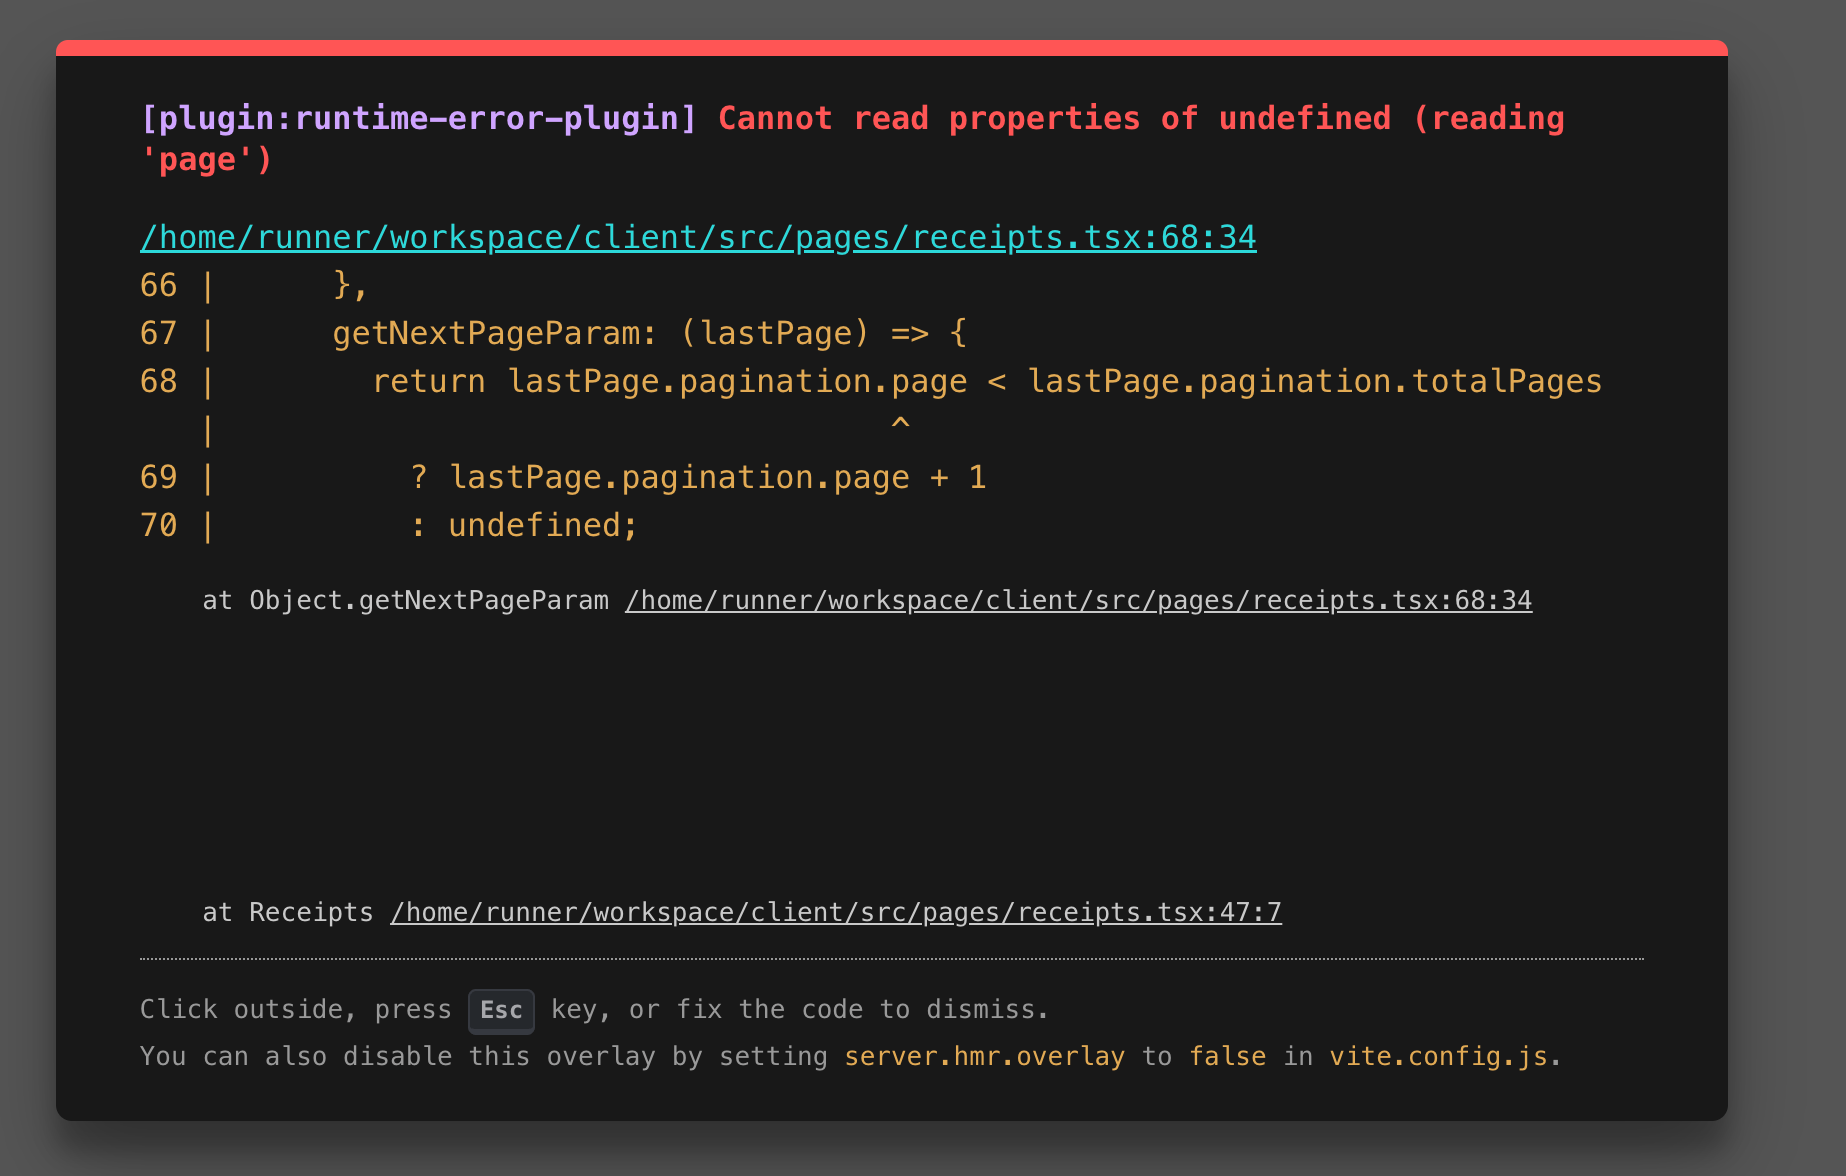 [plugin:runtime-error-plugin] Cannot read properties of undefined (reading
'page')
/home/runner/workspace/client/src/pages/receipts.tsx:68:34
66 |      },
67 |      getNextPageParam: (lastPage) => {
68 |        return lastPage.pagination.page < lastPage.pagination.totalPages
   |                                   ^
69 |          ? lastPage.pagination.page + 1
70 |          : undefined;
at Object.getNextPageParam /home/runner/workspace/client/src/pages/receipts.tsx:68:34
at Receipts /home/runner/workspace/client/src/pages/receipts.tsx:47:7
Click outside, press Esc key, or fix the code to dismiss.
You can also disable this overlay by setting server.hmr.overlay to false in vite.config.js.